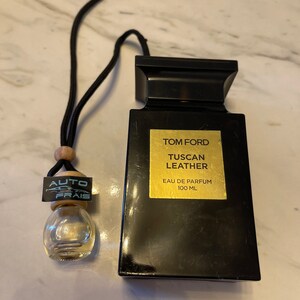 AUTO
FRAIS
TOM FORD
TUSCAN
LEATHER
EAU DE PARFUM
100 ML